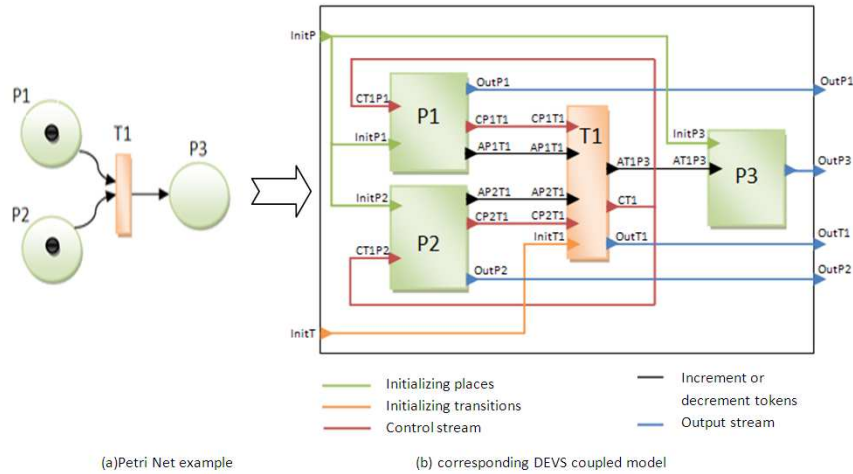 P1
T1
P3
P2
InitP
InitT
OutP1
OutP1
CT1P1
P1
CP1T1
CP1T1
T1
InitP1
AP1T1
AP1T1
InitP3
AT1P3
AT1P3
P3
OutP3
InitP2
AP2T1
AP2T1
CP2T1
CP2T1
CT1
P2
InitT1
OutT1
OutT1
CT1P2
OutP2
OutP2
Initializing places
Initializing transitions
Control stream
Increment or
decrement tokens
Output stream
(a)Petri Net example
(b) corresponding DEVS coupled model